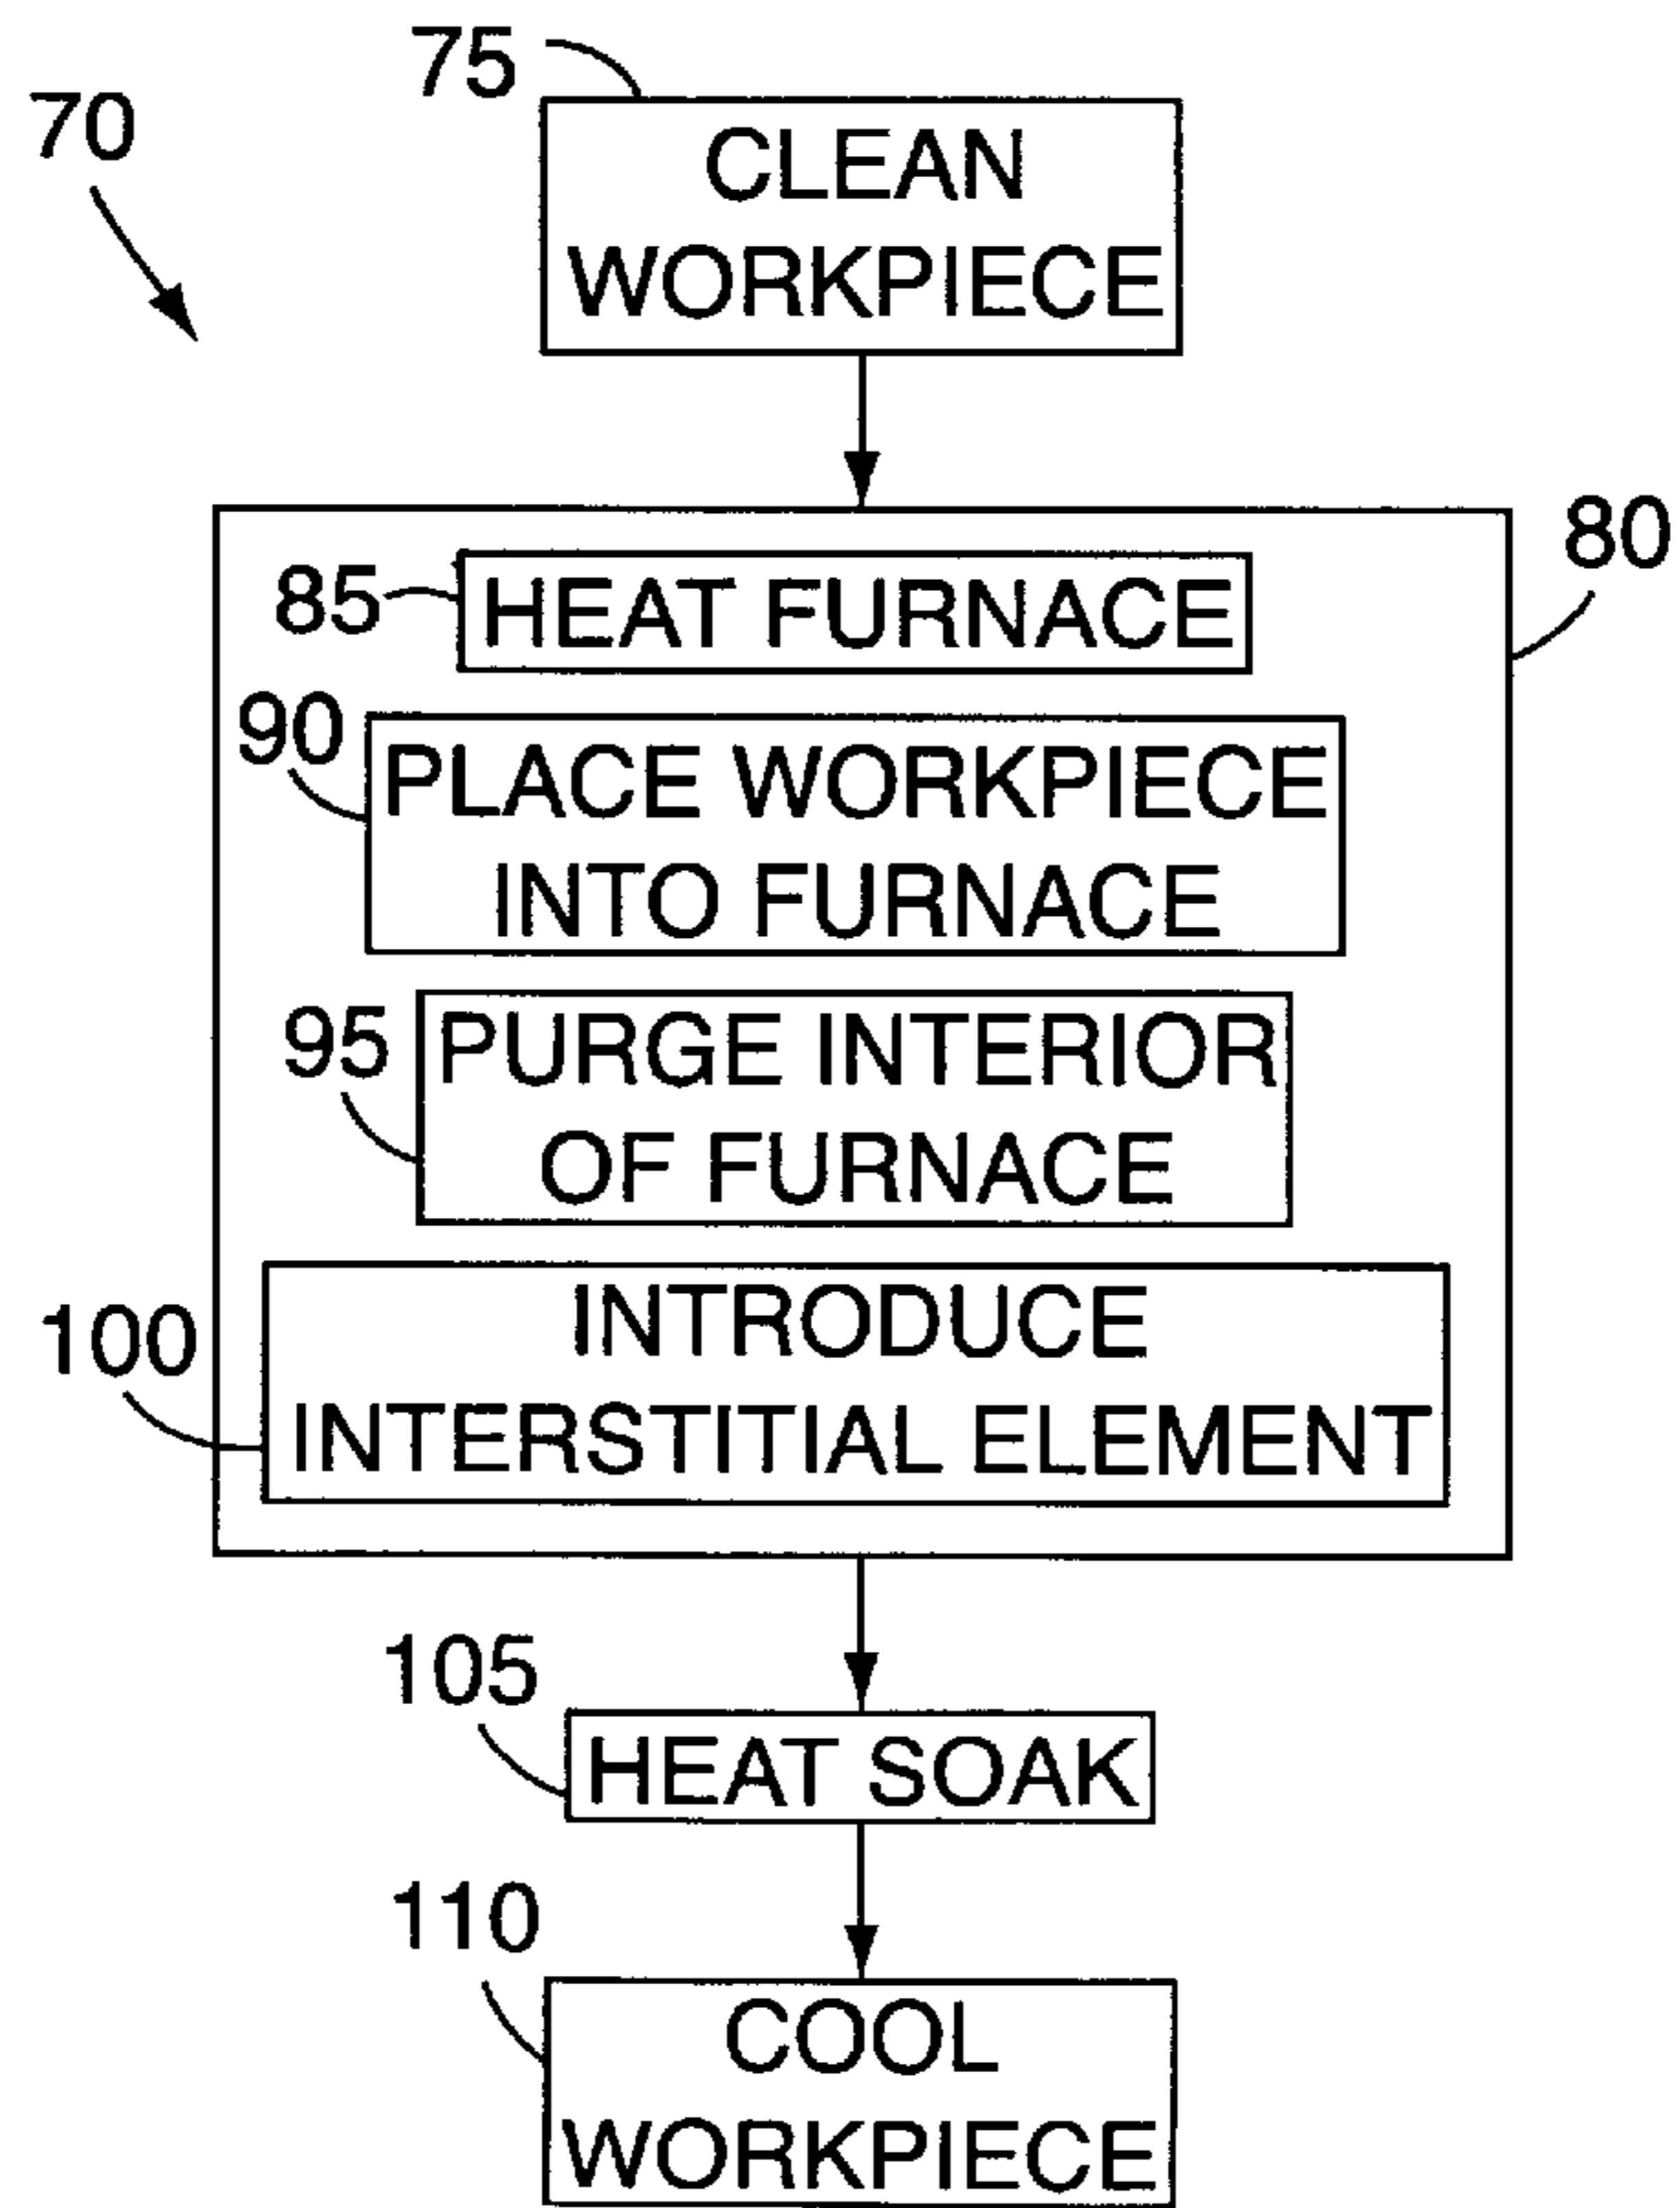 75
70
CLEAN
WORKPIECE
80
85
HEAT FURNACE
90
PLACE WORKPIECE
INTO FURNACE
95
PURGE INTERIOR
OF FURNACE
100
INTRODUCE
INTERSTITIAL ELEMENT
105
HEAT SOAK
110
COOL
WORKPIECE